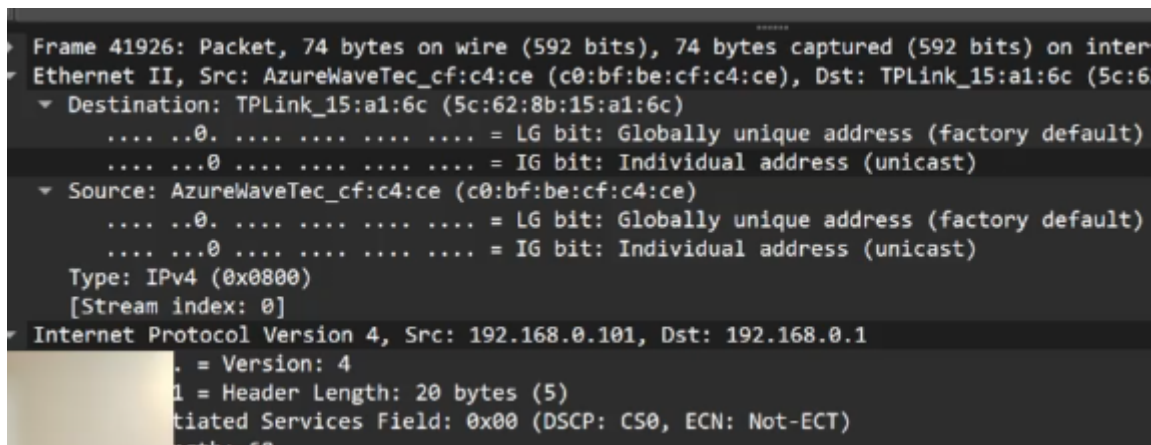 Frame 41926: Packet, 74 bytes on wire (592 bits), 74 bytes captured (592 bits) on inter
Ethernet II, Src: AzureWaveTec_cf:c4:ce (c0:bf:be:cf:c4:ce), Dst: TPLink_15:a1:6c (5c:6
Destination: TPLink_15:a1:6c (5c:62:8b:15:a1:6c)
.... ..0. .... .... .... .... = LG bit: Globally unique address (factory default)
.... ...0 .... .... .... .... = IG bit: Individual address (unicast)
Source: AzureWaveTec_cf:c4:ce (c0:bf:be:cf:c4:ce)
.... ..0. .... .... .... .... = LG bit: Globally unique address (factory default)
.... ...0 .... .... .... .... = IG bit: Individual address (unicast)
Type: IPv4 (0x0800)
[Stream index: 0]
Internet Protocol Version 4, Src: 192.168.0.101, Dst: 192.168.0.1
. = Version: 4
1 = Header Length: 20 bytes (5)
tiated Services Field: 0x00 (DSCP: CS0, ECN: Not-ECT)